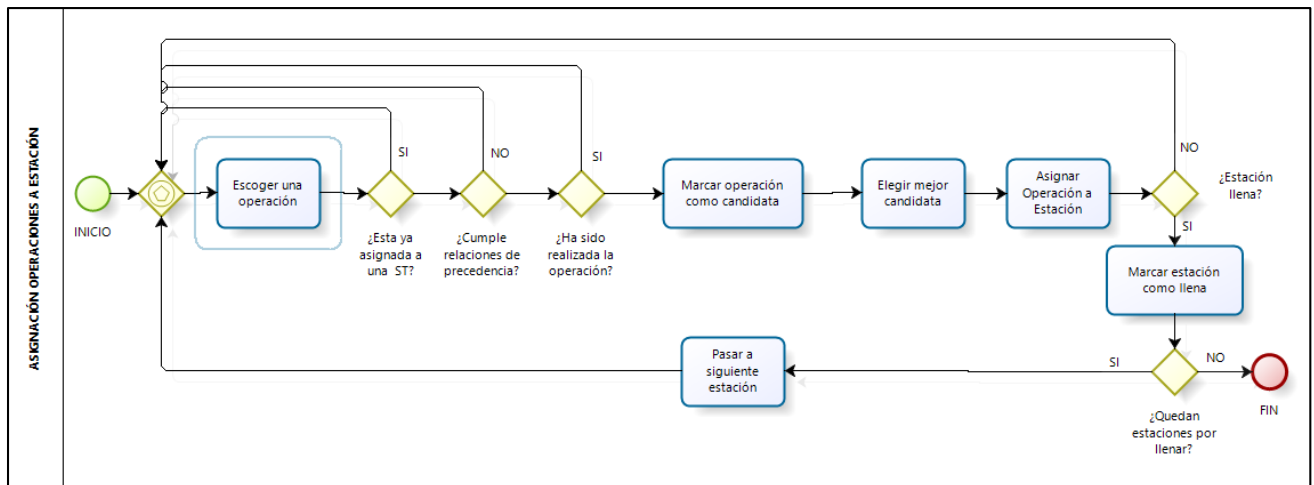 ASIGNACIÓN OPERACIONES A ESTACIÓN
INICIO
Escoger una
operación
SI
¿Esta ya
asignada a
una ST?
NO
¿Cumple
relaciones de
precedencia?
SI
¿Ha sido
realizada la
operación?
Marcar operación
como candidata
Elegir mejor
candidata
Asignar
Operación a
Estación
NO
¿Estación
llena?
SI
Marcar estación
como llena
Pasar a
siguiente
estación
SI
NO
¿Quedan
estaciones por
llenar?
FIN